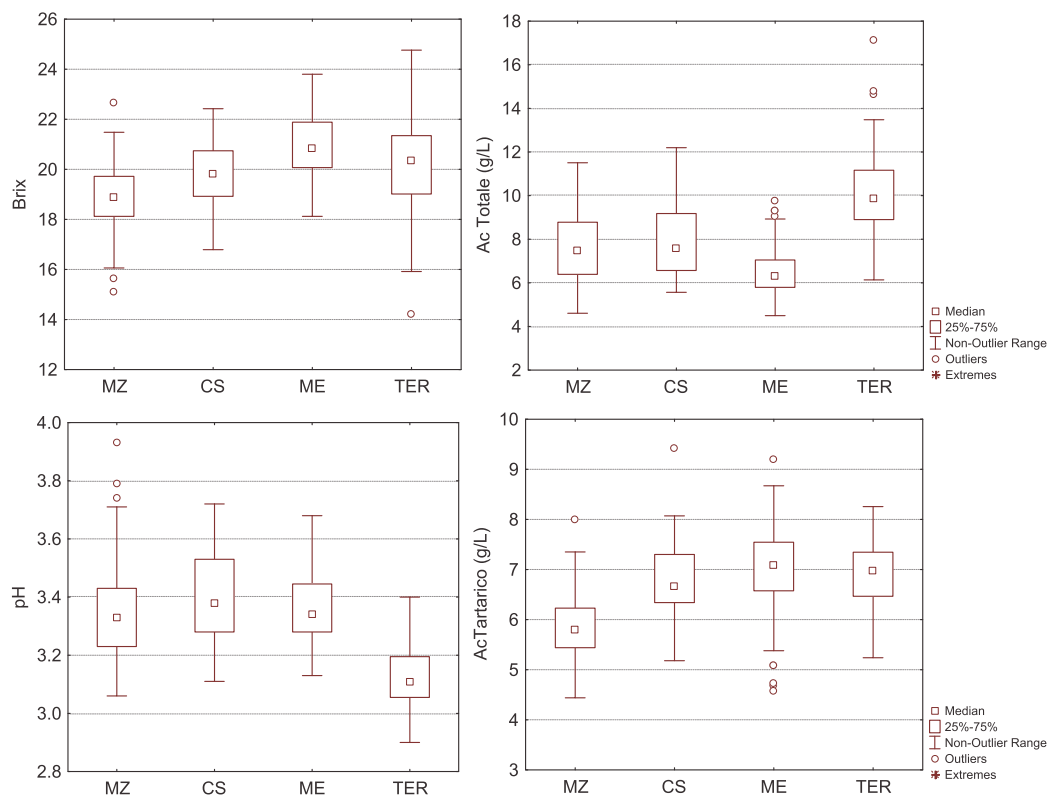 Brix
26
24
22
20
18
16
14
12
MZ CS ME TER
Ac Totale (g/L)
18
16
14
12
10
8
6
4
2
MZ CS ME TER
Median
25%-75%
Non-Outlier Range
Outliers
Extremes
pH
4.0
3.8
3.6
3.4
3.2
3.0
2.8
MZ CS ME TER
AcTartarico (g/L)
10
9
8
7
6
5
4
3
MZ CS ME TER
Median
25%-75%
Non-Outlier Range
Outliers
Extremes